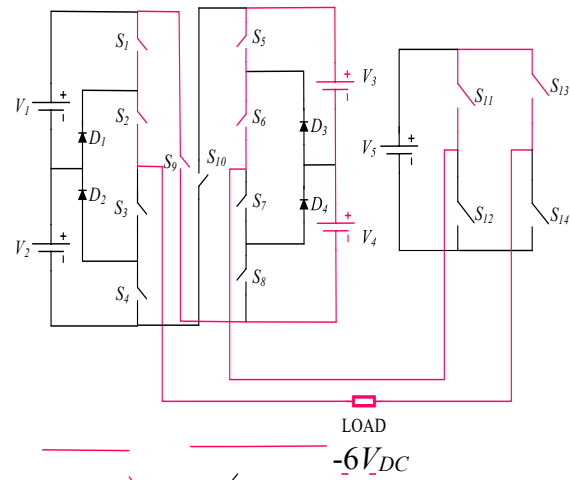 S1
S5
V1
+
S2
D1
S9
S10
S6
D3
V3
+
S11
S13
V5
+
D2
S3
V2
+
S4
S7
D4
S8
V4
+
S12
S14
LOAD
-6VDC